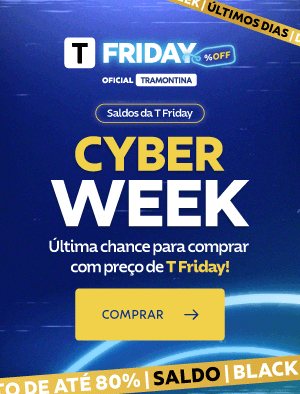 | ÚLTIMOS DIAS |
T FRIDAY %OFF
OFICIAL TRAMONTINA
Saldos da T Friday
CYBER
WEEK
Última chance para comprar
com preço de T Friday!
COMPRAR
DE ATÉ 80% | SALDO | BLACK